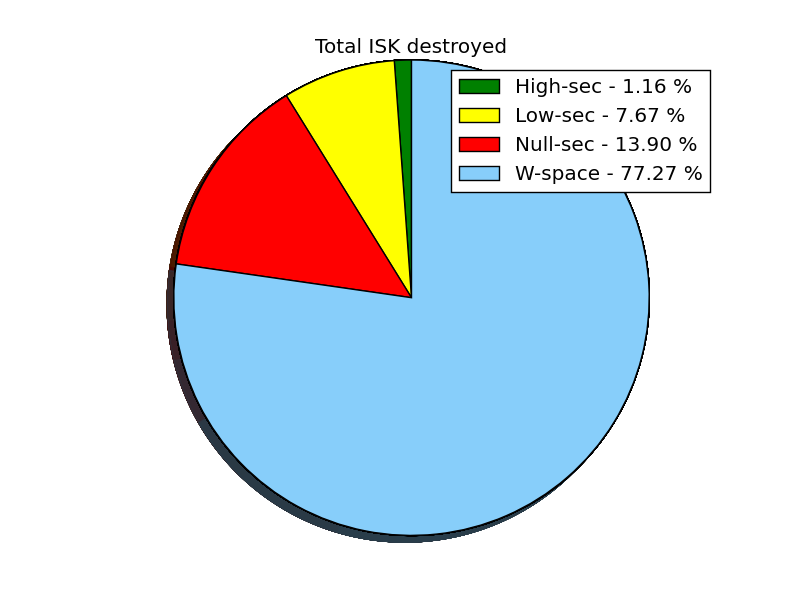 Total ISK destroyed
High-sec - 1.16 %
Low-sec - 7.67 %
Null-sec - 13.90 %
W-space - 77.27 %